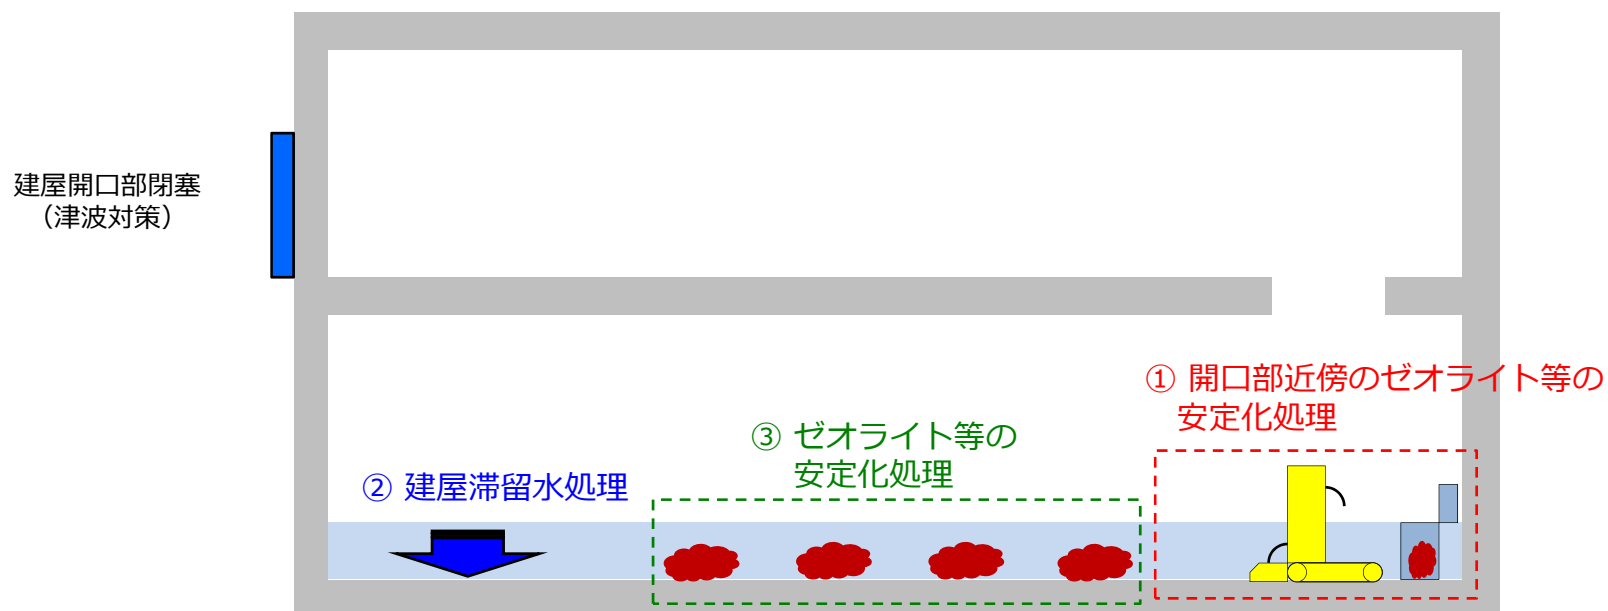 建屋開口部閉塞
（津波対策）
① 開口部近傍のゼオライト等の
安定化処理
③ ゼオライト等の
安定化処理
② 建屋滞留水処理